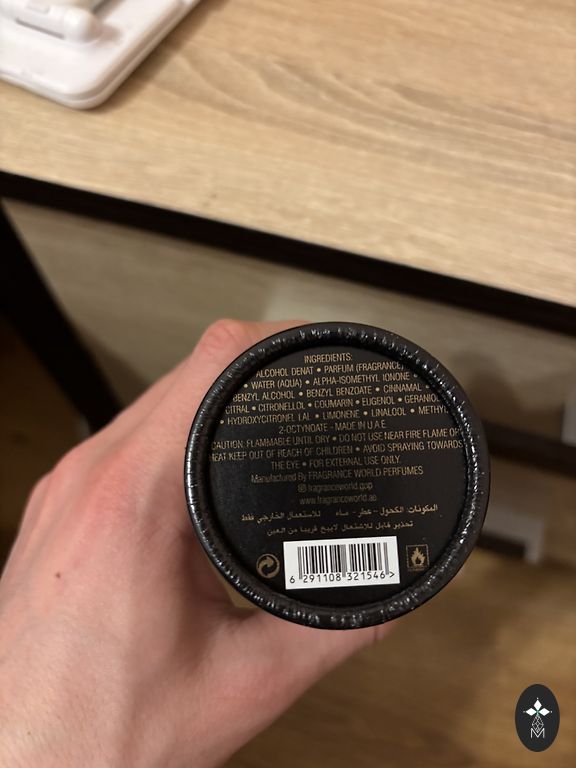 INGREDIENTS:
ALCOHOL DENAT • PARFUM (FRAGRANCE)
• WATER (AQUA) • ALPHA-ISOMETHYL IONONE •
BENZYL ALCOHOL • BENZYL BENZOATE • CINNAMAL
CITRAL • CITRONELLOL • COUMARIN • EUGENOL • GERANIOL
• HYDROXYCITRONELLAL • LIMONENE • LINALOOL • METHYL
2-OCTYNOATE - MADE IN U.A.E
CAUTION: FLAMMABLE UNTIL DRY • DO NOT USE NEAR FIRE FLAME OR
HEAT KEEP OUT OF REACH OF CHILDREN • AVOID SPRAYING TOWARDS
THE EYE • FOR EXTERNAL USE ONLY.
Manufactured By FRAGRANCE WORLD PERFUMES
fragranceworld.gop
www.fragranceworld.ae
المكونات: الكحول - عطر - ماء للاستعمال الخارجي فقط
تحذير قابل للاشتعال لايبخ قريبا من العين
6 291108 321546 >
M